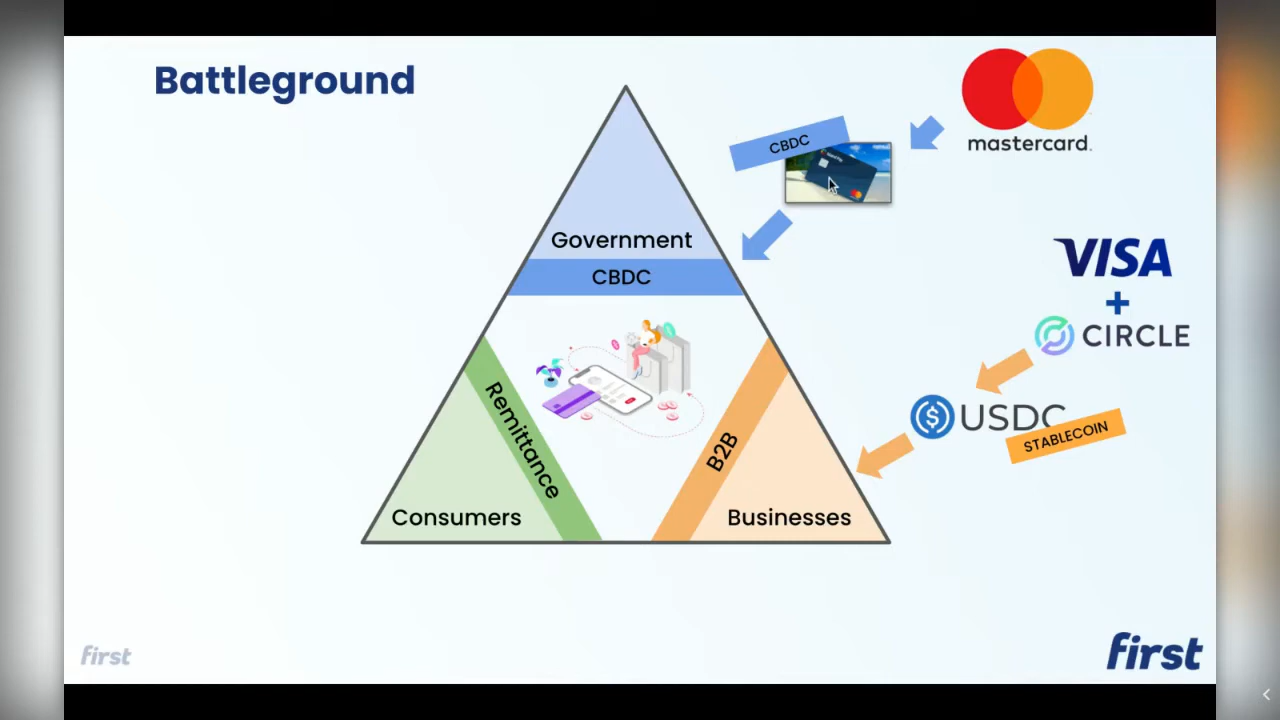 Battleground
mastercard.
CBDC
Government
CBDC
VISA
+
CIRCLE
USDC
STABLECOIN
Remittance
B2B
Consumers
Businesses
first
first